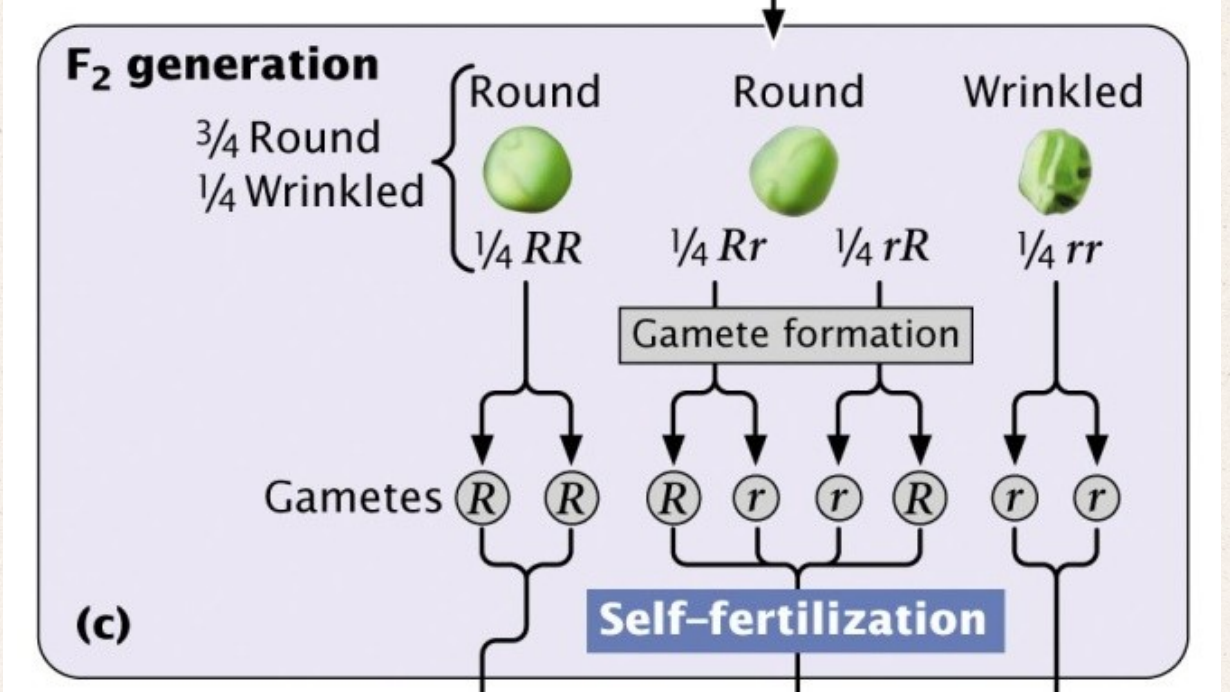 F₂ generation
Round Round Wrinkled
¾ Round
¼ Wrinkled
¼ RR ¼ Rr ¼ rR ¼ rr
Gamete formation
Gametes R R R r r R r r
Self–fertilization
(c)